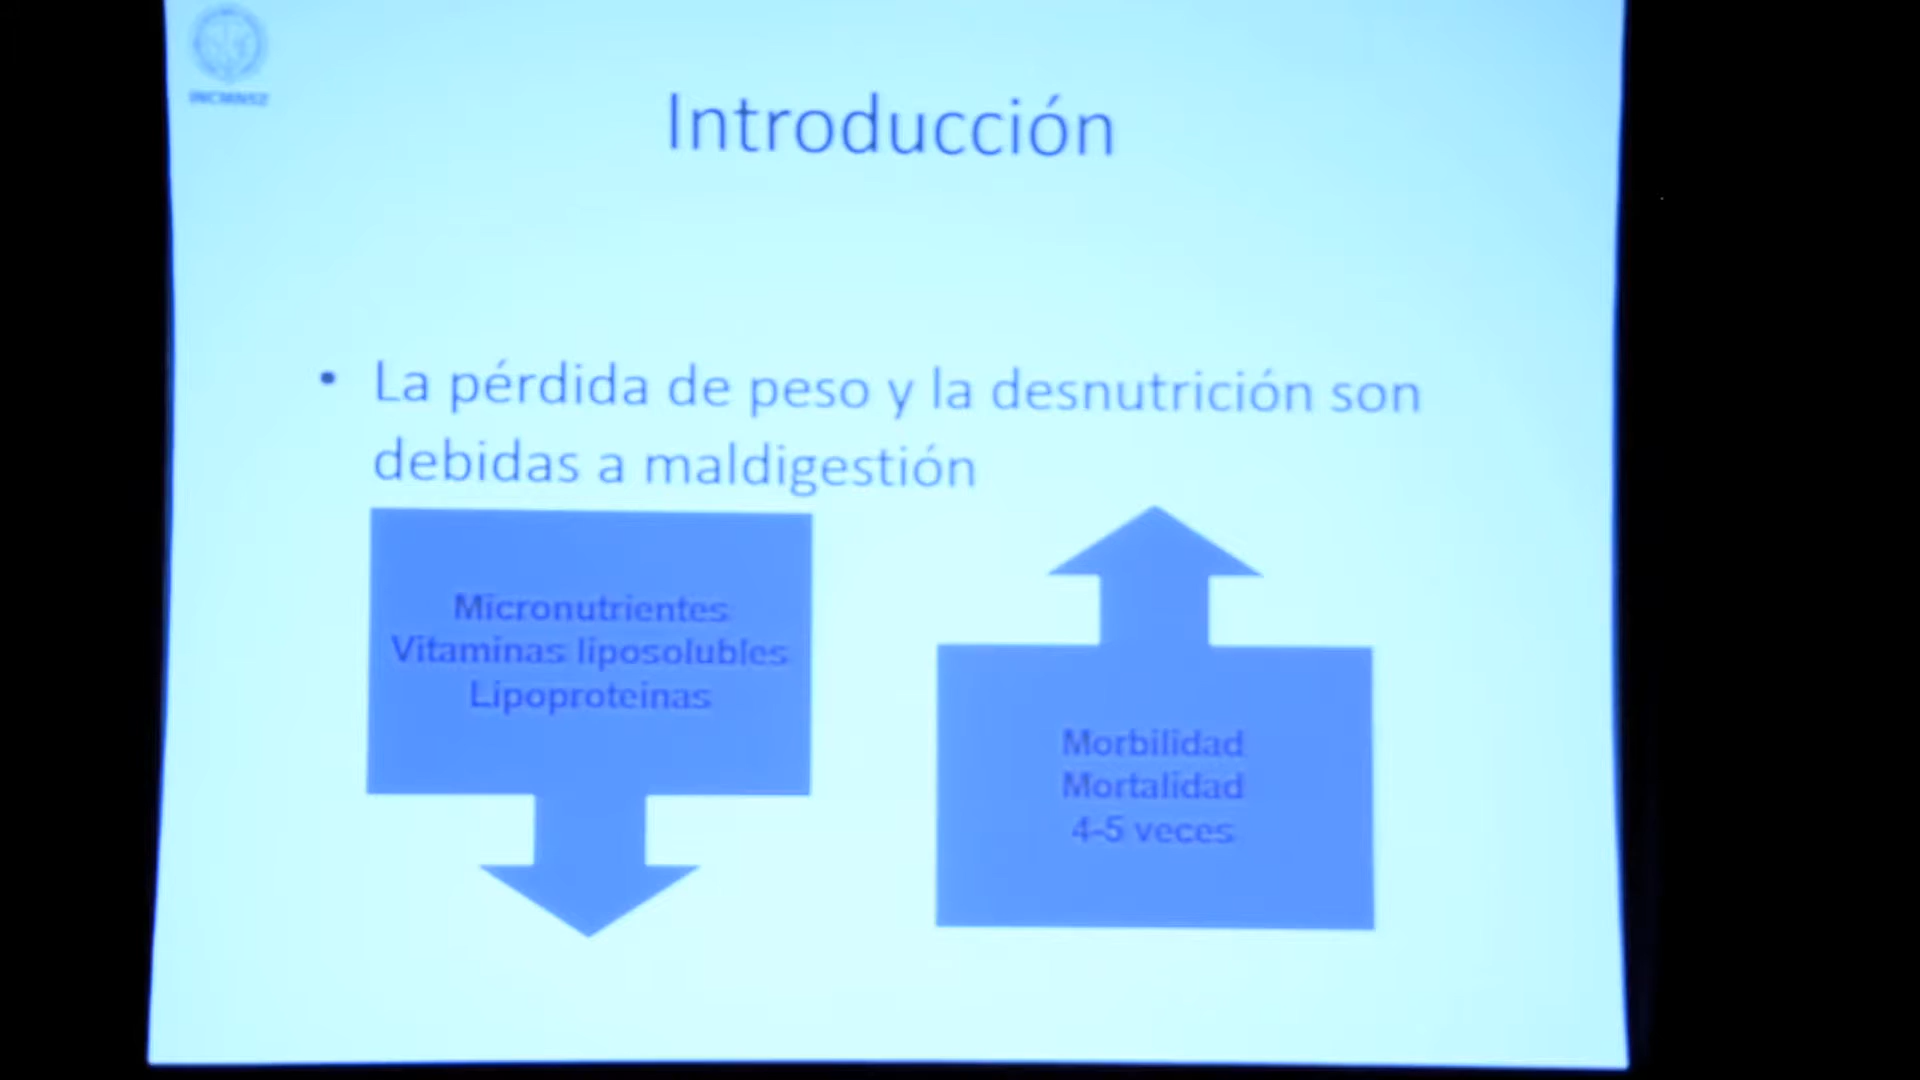 INCMNSZ
Introducción
• La pérdida de peso y la desnutrición son
debidas a maldigestión
Micronutrientes
Vitaminas liposolubles
Lipoproteinas
Morbilidad
Mortalidad
4-5 veces